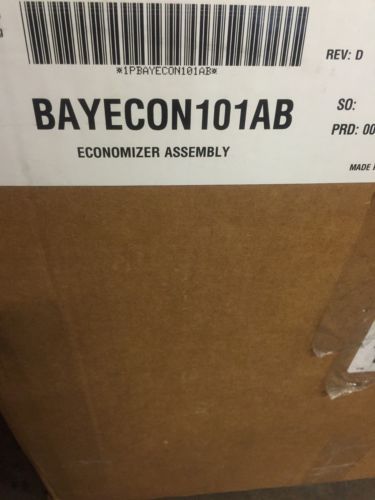 *1PBAYECON101AB*
REV: D
BAYECON101AB
SO:
ECONOMIZER ASSEMBLY
PRD: 00
MADE